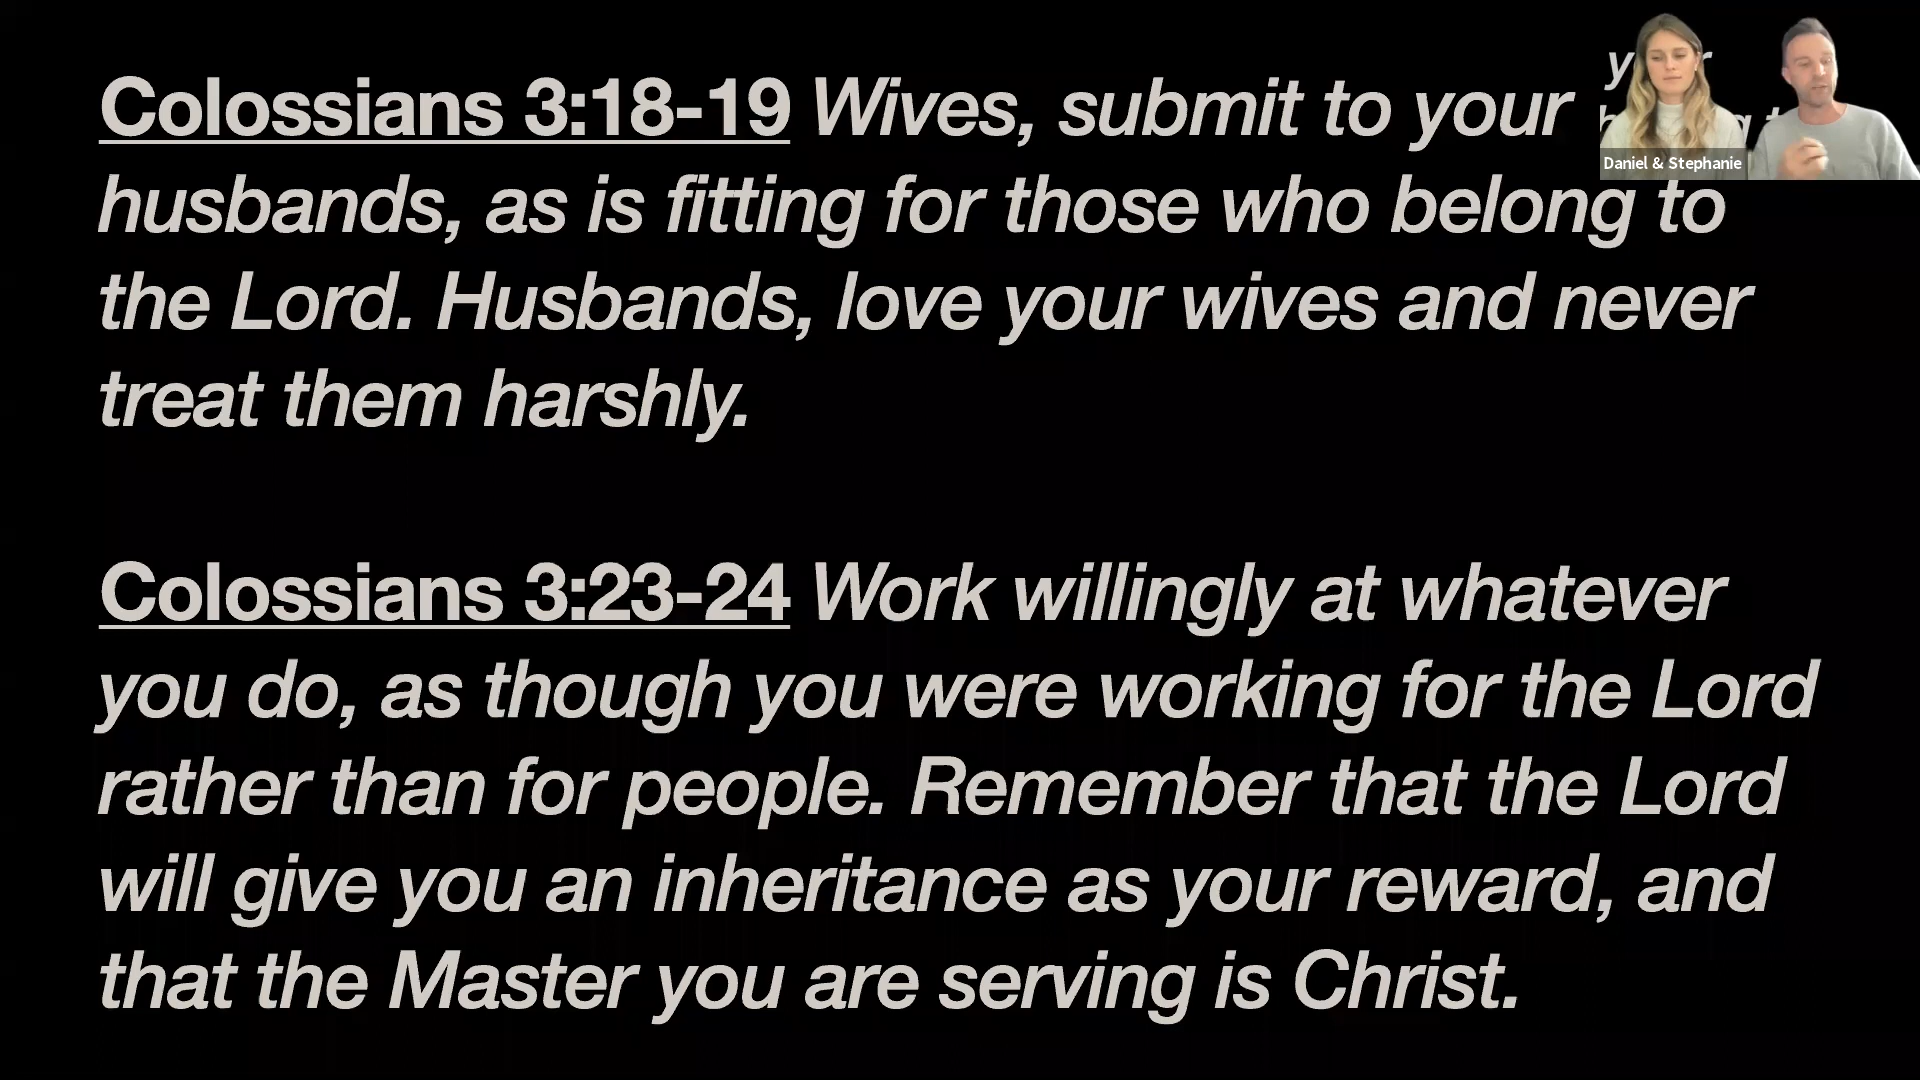 Colossians 3:18-19 Wives, submit to your
husbands, as is fitting for those who belong to
the Lord. Husbands, love your wives and never
treat them harshly.
Colossians 3:23-24 Work willingly at whatever
you do, as though you were working for the Lord
rather than for people. Remember that the Lord
will give you an inheritance as your reward, and
that the Master you are serving is Christ.
Daniel & Stephanie